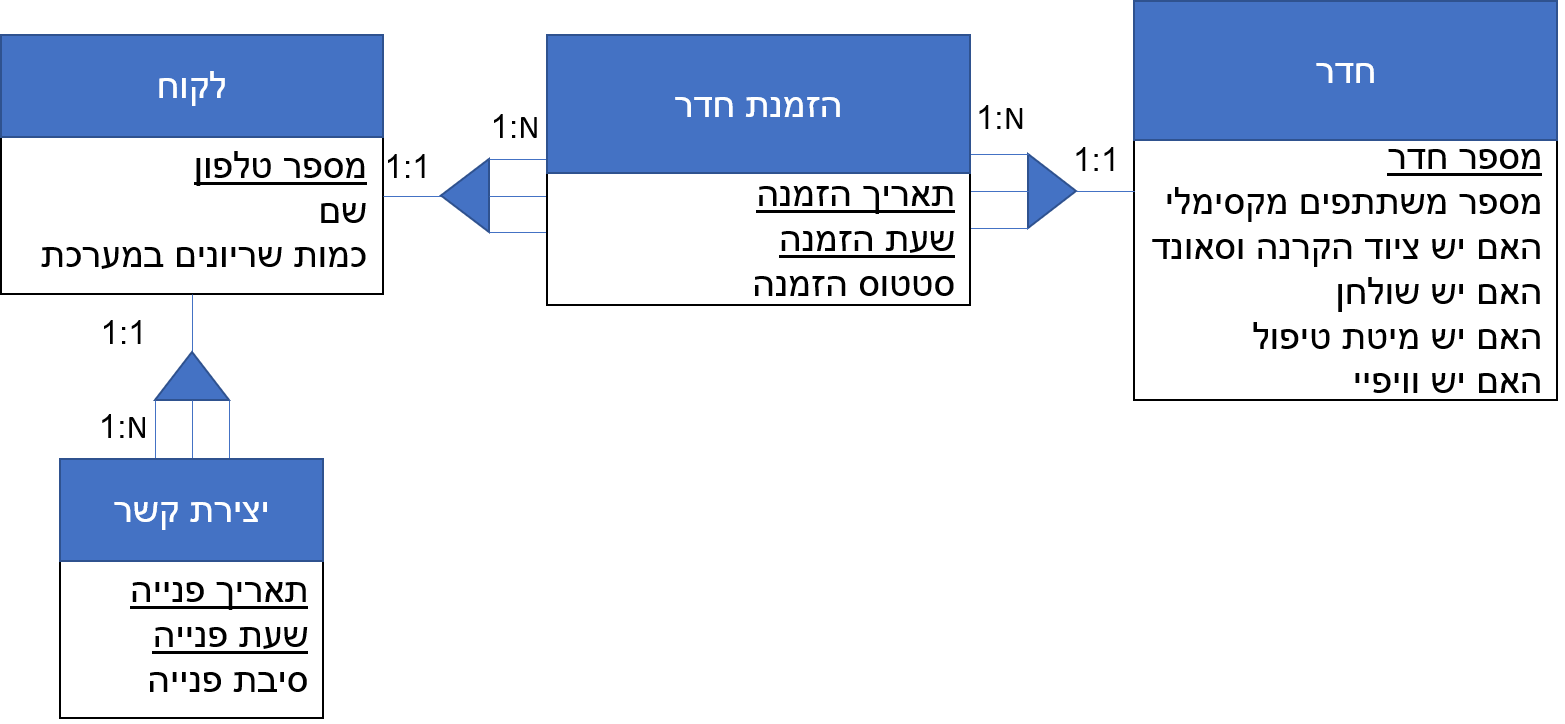 חדר
מספר חדר
מספר משתתפים מקסימלי
האם יש ציוד הקרנה וסאונד
האם יש שולחן
האם יש מיטת טיפול
האם יש וויפיי
1:1
1:N
הזמנת חדר
תאריך הזמנה
שעת הזמנה
סטטוס הזמנה
1:N
1:1
לקוח
מספר טלפון
שם
כמות שריונים במערכת
1:1
1:N
יצירת קשר
תאריך פנייה
שעת פנייה
סיבת פנייה